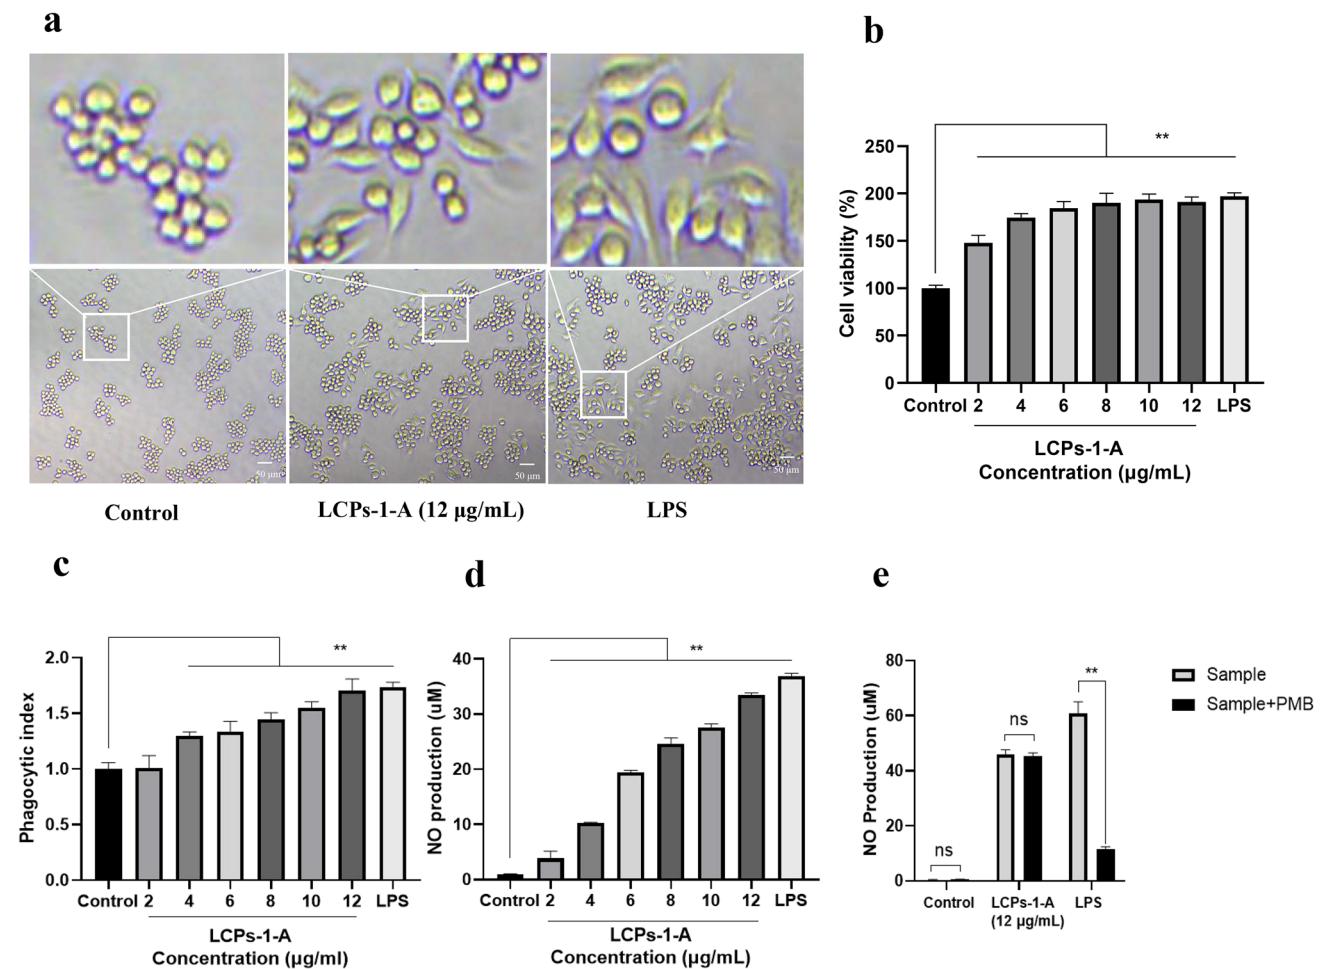 a
50 μm
50 μm
50 μm
Control
LCPs-1-A (12 μg/mL)
LPS
b
Cell viability (%)
250
200
150
100
50
0
**
Control 2 4 6 8 10 12 LPS
LCPs-1-A
Concentration (μg/mL)
c
Phagocytic index
2.0
1.5
1.0
0.5
0.0
**
Control 2 4 6 8 10 12 LPS
LCPs-1-A
Concentration (μg/ml)
d
NO production (uM)
40
30
20
10
0
**
Control 2 4 6 8 10 12 LPS
LCPs-1-A
Concentration (μg/mL)
e
NO Production (uM)
80
60
40
20
0
ns
ns
**
Control LCPs-1-A LPS
(12 μg/mL)
Sample
Sample+PMB